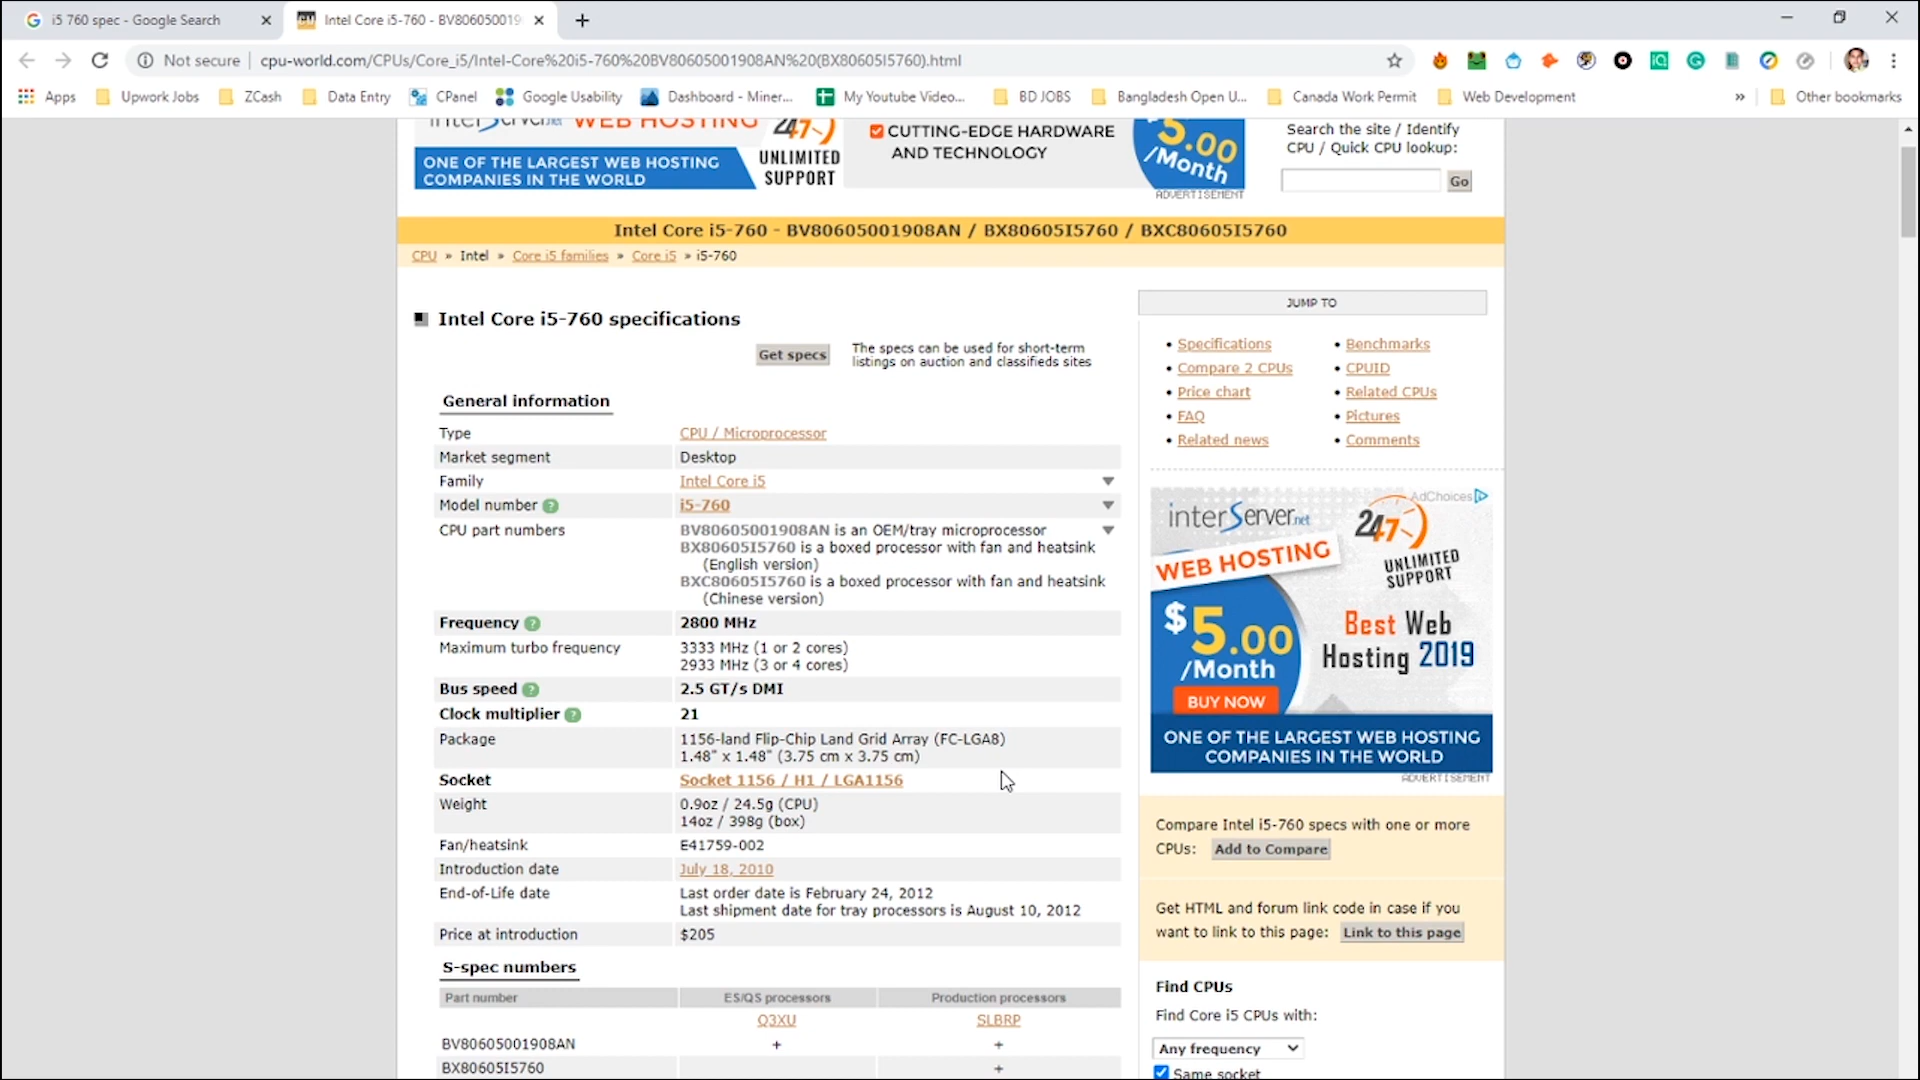 i5 760 spec - Google Search
Intel Core i5-760 - BV8060500190
Not secure
cpu-world.com/CPUs/Core_i5/Intel-Core%20i5-760%20BV80605001908AN%20(BX80605I5760).html
Apps
Upwork Jobs
ZCash
Data Entry
CPanel
Google Usability
Dashboard - Miner...
My Youtube Video...
BD JOBS
Bangladesh Open U...
Canada Work Permit
Web Development
»
Other bookmarks
InterServer.net WEB HOSTING
24/7
UNLIMITED
SUPPORT
ONE OF THE LARGEST WEB HOSTING
COMPANIES IN THE WORLD
CUTTING-EDGE HARDWARE
AND TECHNOLOGY
5.00
/Month
ADVERTISEMENT
Search the site / Identify
CPU / Quick CPU lookup:
Go
Intel Core i5-760 - BV80605001908AN / BX80605I5760 / BXC80605I5760
CPU » Intel » Core i5 families » Core i5 » i5-760
Intel Core i5-760 specifications
Get specs
The specs can be used for short-term
listings on auction and classifieds sites
General information
Type CPU / Microprocessor
Market segment Desktop
Family Intel Core i5
Model number ? i5-760
CPU part numbers BV80605001908AN is an OEM/tray microprocessor
BX80605I5760 is a boxed processor with fan and heatsink
(English version)
BXC80605I5760 is a boxed processor with fan and heatsink
(Chinese version)
Frequency ? 2800 MHz
Maximum turbo frequency 3333 MHz (1 or 2 cores)
2933 MHz (3 or 4 cores)
Bus speed ? 2.5 GT/s DMI
Clock multiplier ? 21
Package 1156-land Flip-Chip Land Grid Array (FC-LGA8)
1.48" x 1.48" (3.75 cm x 3.75 cm)
Socket Socket 1156 / H1 / LGA1156
Weight 0.9oz / 24.5g (CPU)
14oz / 398g (box)
Fan/heatsink E41759-002
Introduction date July 18, 2010
End-of-Life date Last order date is February 24, 2012
Last shipment date for tray processors is August 10, 2012
Price at introduction $205
S-spec numbers
Part number ES/QS processors Production processors
Q3XU SLBRP
BV80605001908AN + +
BX80605I5760 +
JUMP TO
• Specifications • Benchmarks
• Compare 2 CPUs • CPUID
• Price chart • Related CPUs
• FAQ • Pictures
• Related news • Comments
AdChoices
interServer.net
24/7
WEB HOSTING
UNLIMITED
SUPPORT
$5.00
/Month
BUY NOW
Best Web
Hosting 2019
ONE OF THE LARGEST WEB HOSTING
COMPANIES IN THE WORLD
ADVERTISEMENT
Compare Intel i5-760 specs with one or more
CPUs: Add to Compare
Get HTML and forum link code in case if you
want to link to this page: Link to this page
Find CPUs
Find Core i5 CPUs with:
Any frequency
Same socket